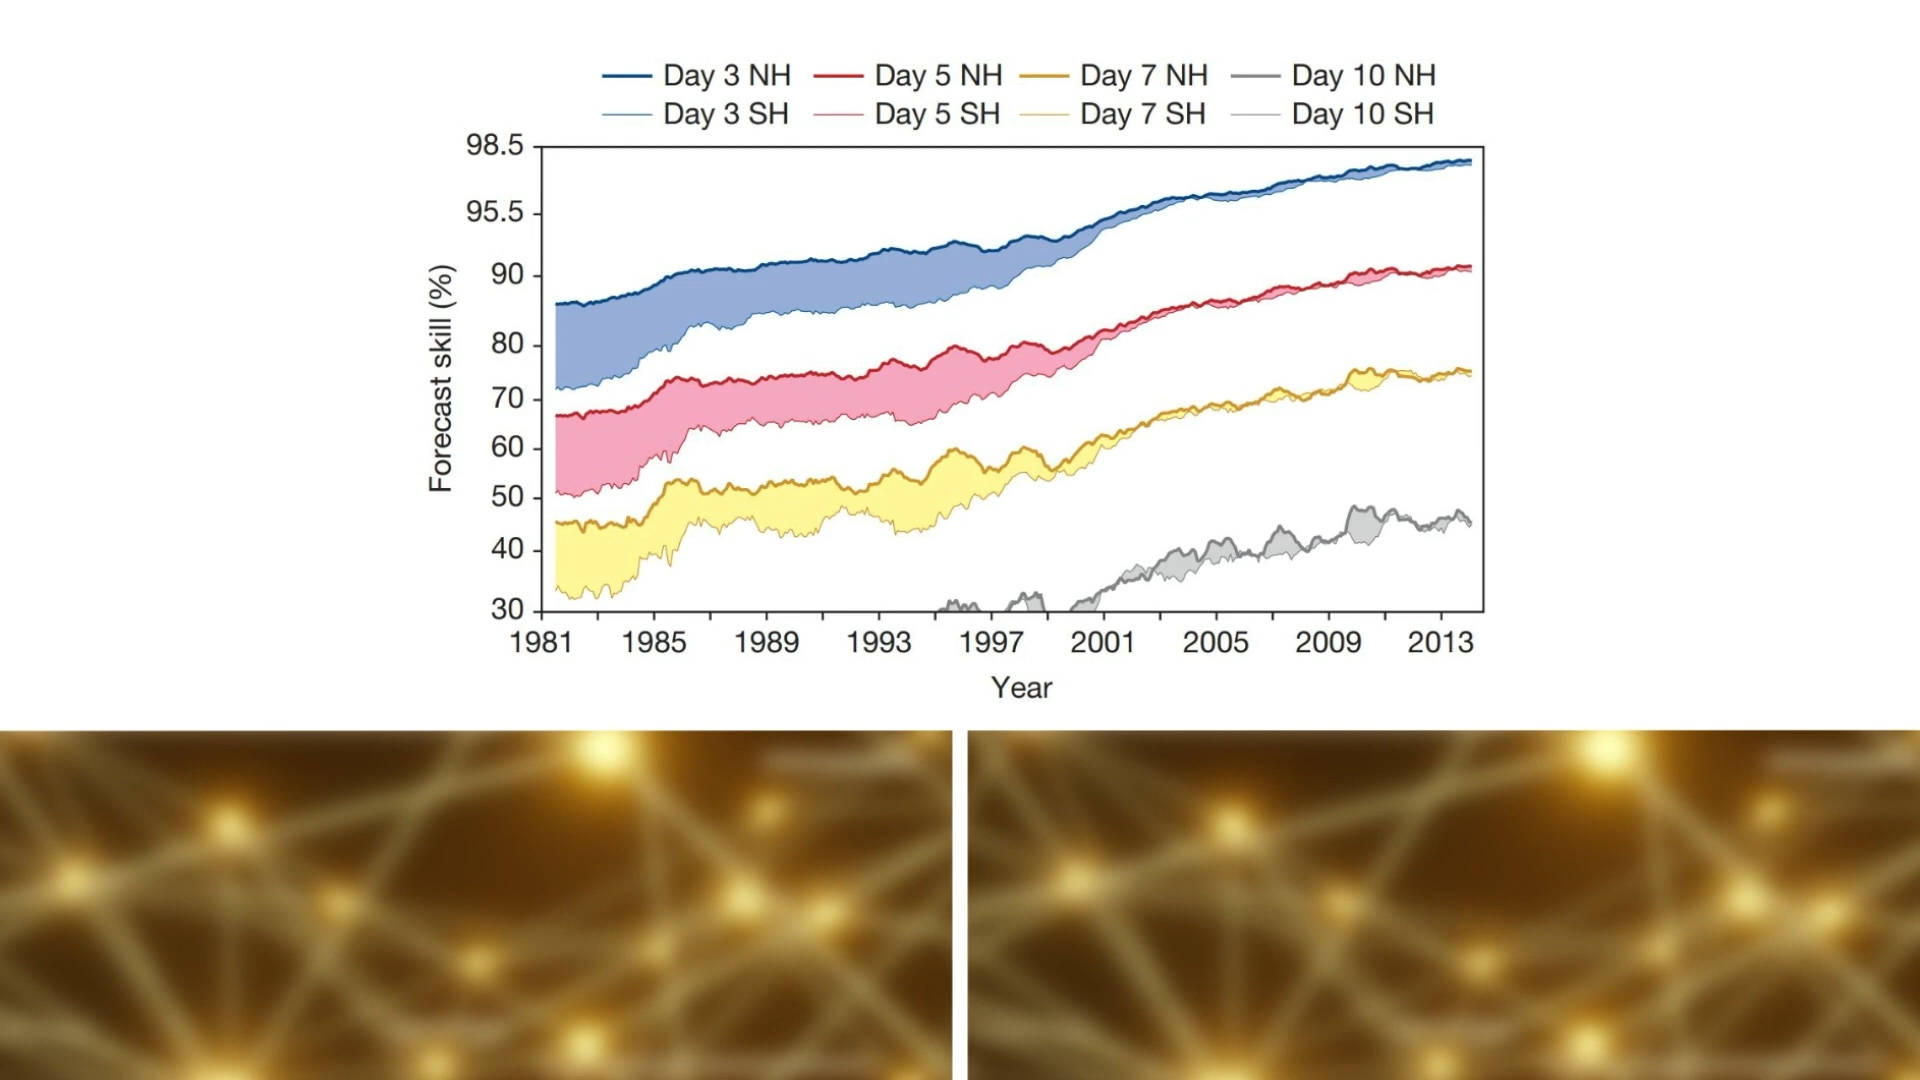 Day 3 NH Day 5 NH Day 7 NH Day 10 NH
Day 3 SH Day 5 SH Day 7 SH Day 10 SH
98.5
95.5
90
80
70
60
50
40
30
Forecast skill (%)
1981 1985 1989 1993 1997 2001 2005 2009 2013
Year